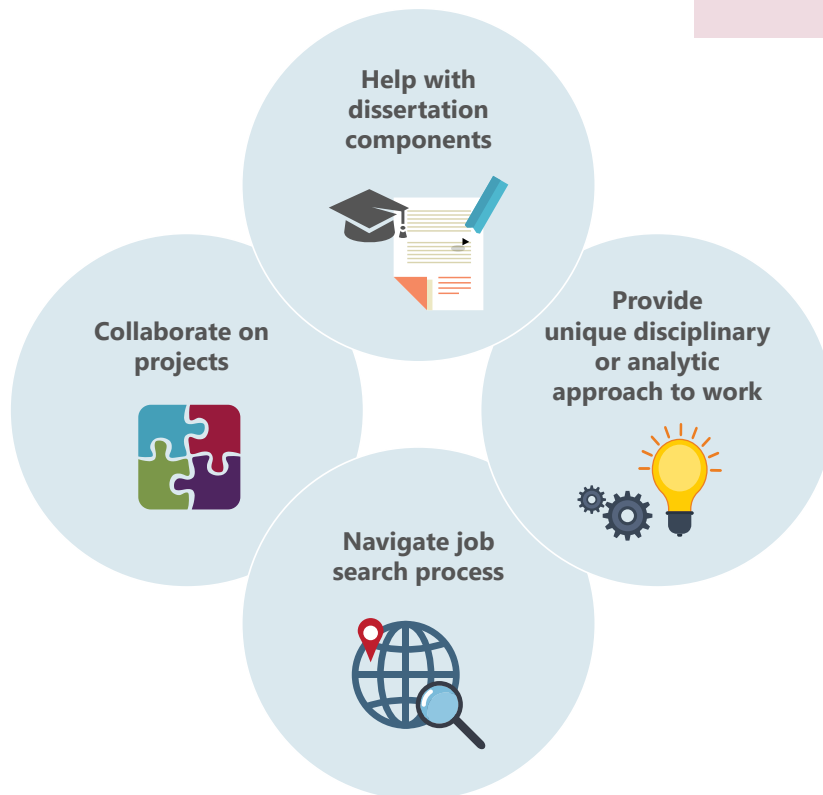 Help with
dissertation
components
Collaborate on
projects
Provide
unique disciplinary
or analytic
approach to work
Navigate job
search process